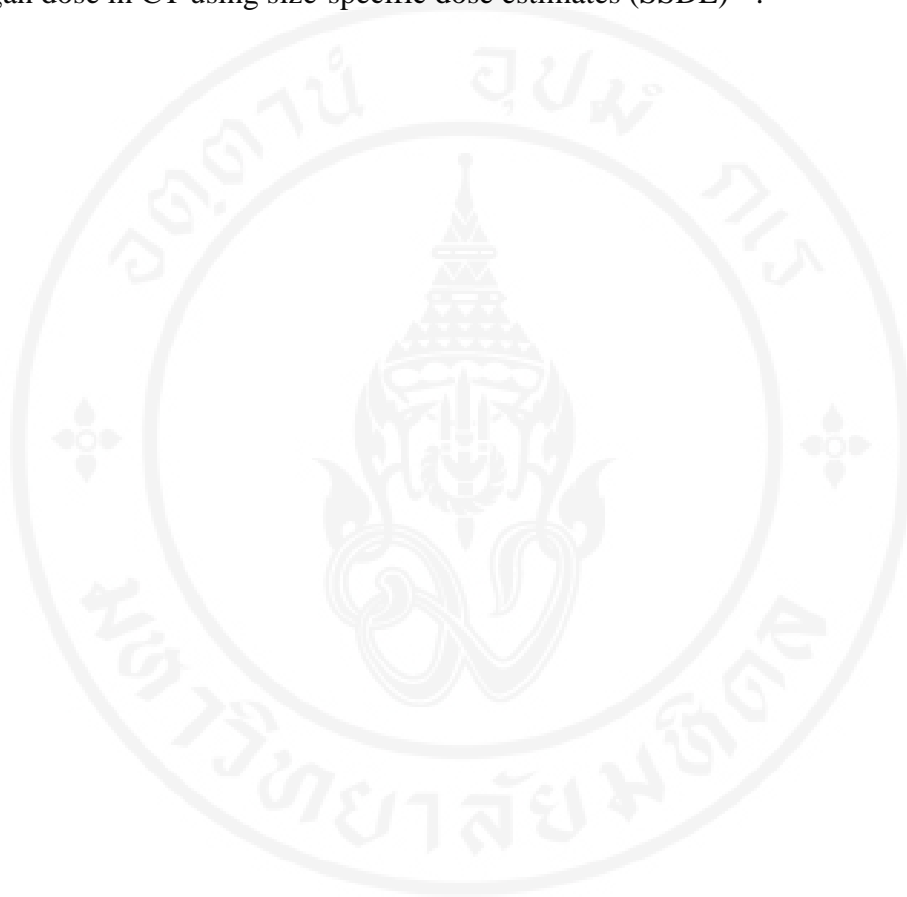 gan dose in CT using size-specific dose estimates (SSDE) .
อตฺตานํ อุปมํ กเร
มหาวิทยาลัยมหิดล